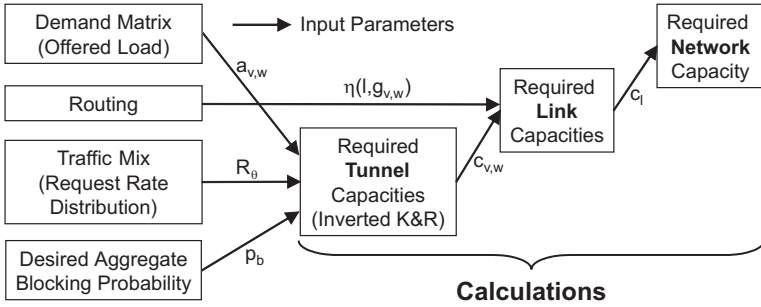 Demand Matrix
(Offered Load)
Input Parameters
Required
Network
Capacity
a_{v,w}
Routing
η(l,g_{v,w})
Required
Link
Capacities
c_l
Traffic Mix
(Request Rate
Distribution)
R_θ
Required
Tunnel
Capacities
(Inverted K&R)
c_{v,w}
Desired Aggregate
Blocking Probability
p_b
Calculations